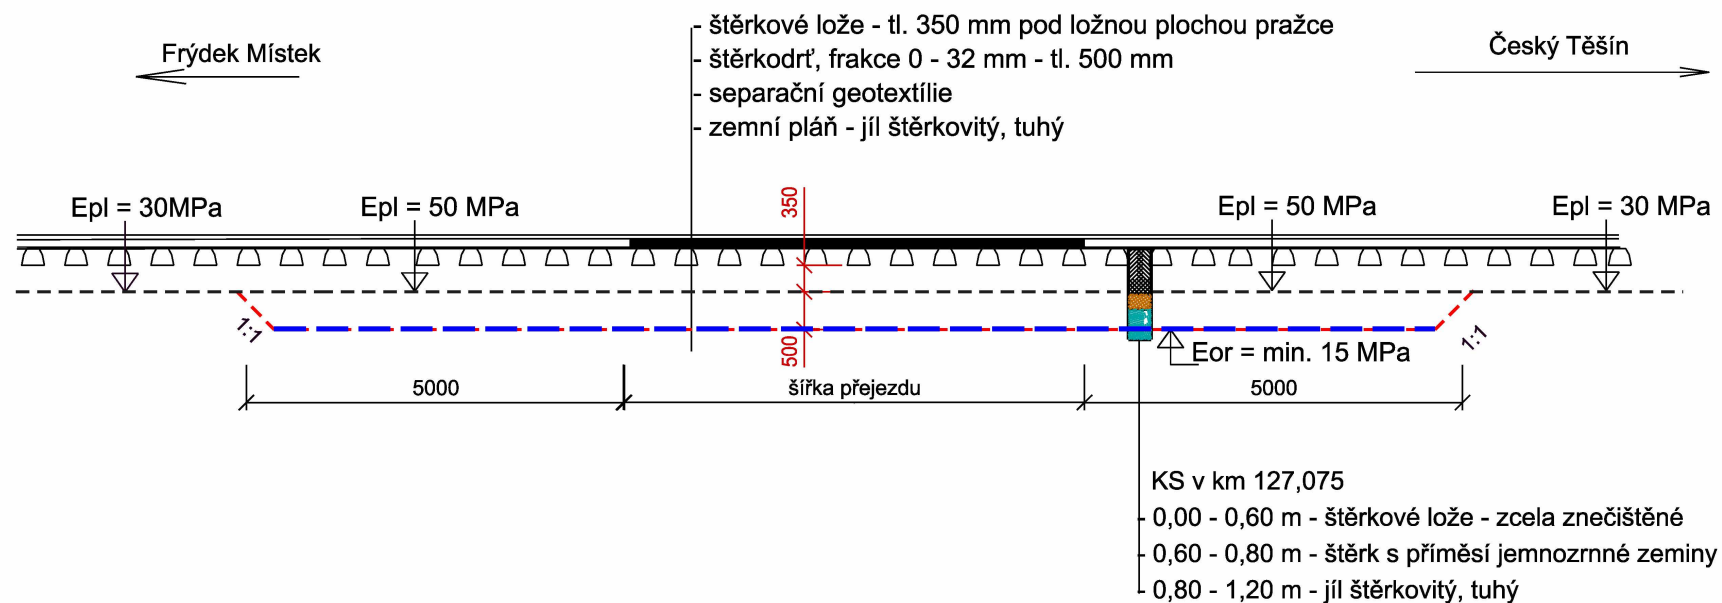 - štěrkové lože - tl. 350 mm pod ložnou plochou pražce
- štěrkodrť, frakce 0 - 32 mm - tl. 500 mm
- separační geotextílie
- zemní pláň - jíl štěrkovitý, tuhý
Frýdek Místek
Český Těšín
Epl = 30MPa
Epl = 50 MPa
350
Epl = 50 MPa
Epl = 30 MPa
1:1
500
Eor = min. 15 MPa
1:1
5000
šířka přejezdu
5000
KS v km 127,075
- 0,00 - 0,60 m - štěrkové lože - zcela znečištěné
- 0,60 - 0,80 m - štěrk s příměsí jemnozrnné zeminy
- 0,80 - 1,20 m - jíl štěrkovitý, tuhý